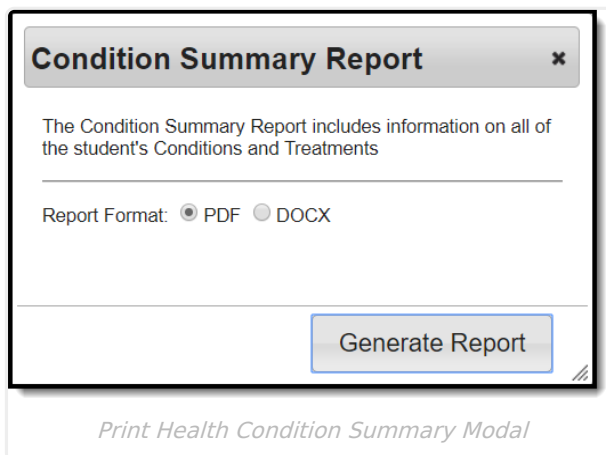 Condition Summary Report ×
The Condition Summary Report includes information on all of
the student's Conditions and Treatments
Report Format: PDF DOCX
Generate Report
Print Health Condition Summary Modal